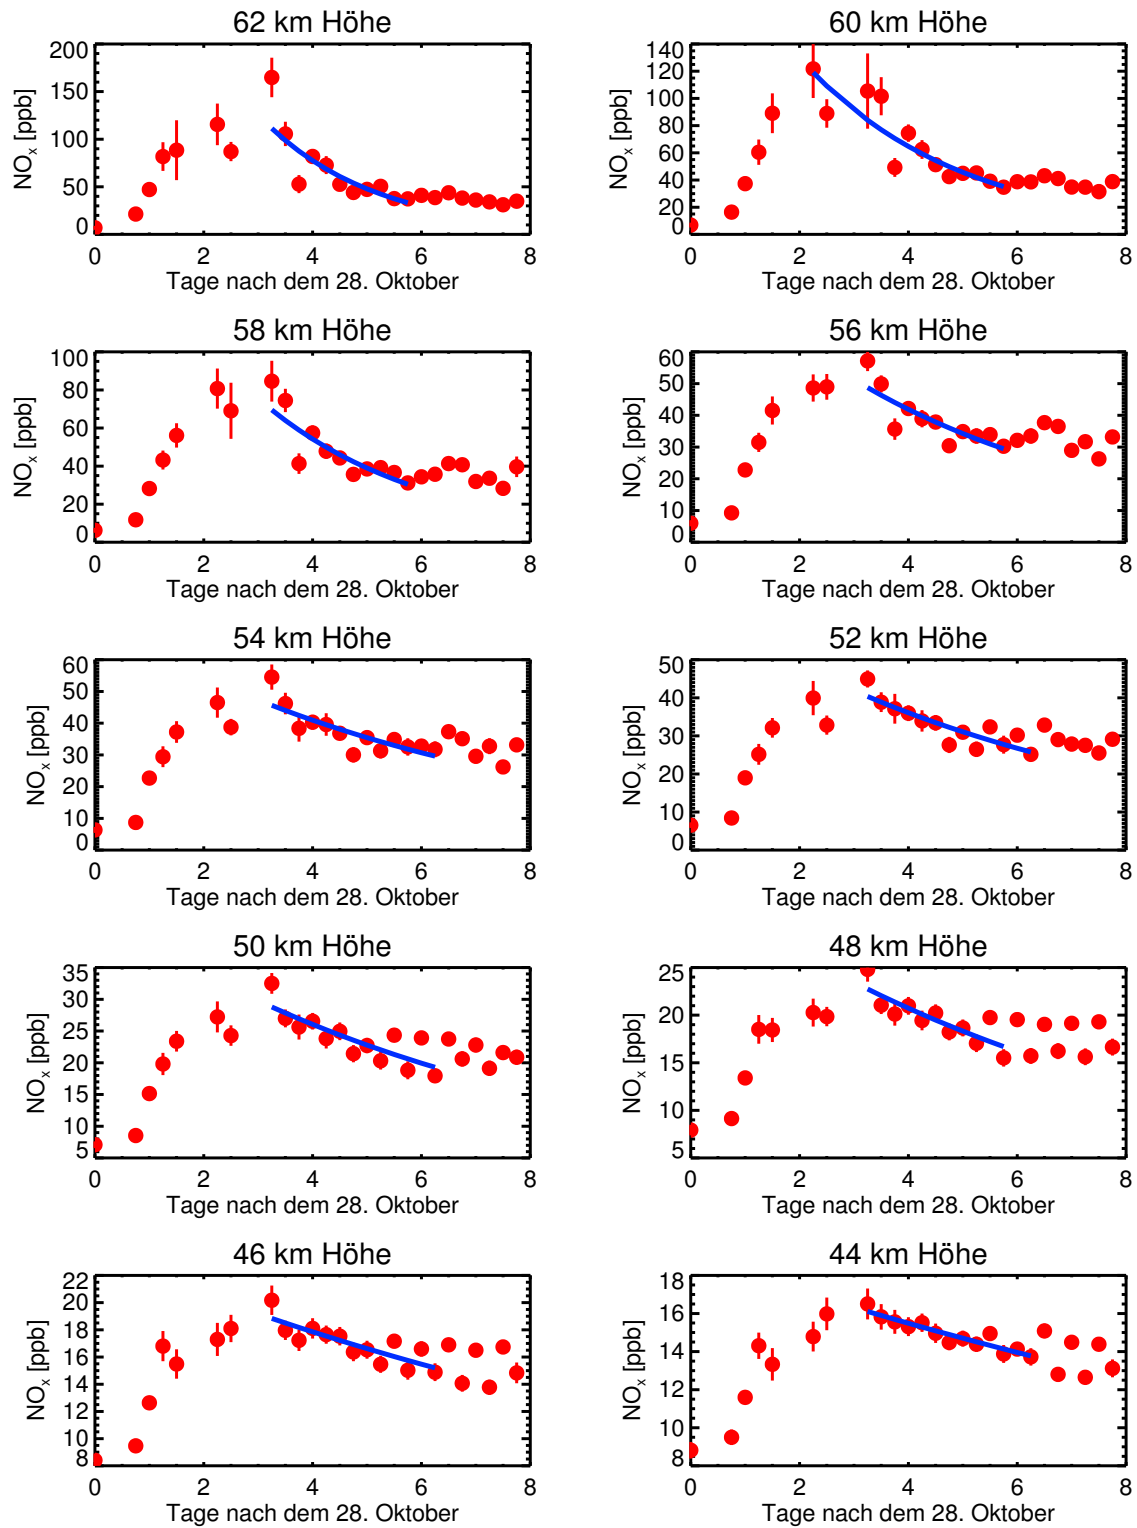 62 km Höhe
200
150
100
50
0
NOx [ppb]
0 2 4 6 8
Tage nach dem 28. Oktober
60 km Höhe
140
120
100
80
60
40
20
0
NOx [ppb]
0 2 4 6 8
Tage nach dem 28. Oktober
58 km Höhe
100
80
60
40
20
0
NOx [ppb]
0 2 4 6 8
Tage nach dem 28. Oktober
56 km Höhe
60
50
40
30
20
10
0
NOx [ppb]
0 2 4 6 8
Tage nach dem 28. Oktober
54 km Höhe
60
50
40
30
20
10
0
NOx [ppb]
0 2 4 6 8
Tage nach dem 28. Oktober
52 km Höhe
50
40
30
20
10
0
NOx [ppb]
0 2 4 6 8
Tage nach dem 28. Oktober
50 km Höhe
35
30
25
20
15
10
5
NOx [ppb]
0 2 4 6 8
Tage nach dem 28. Oktober
48 km Höhe
25
20
15
10
5
NOx [ppb]
0 2 4 6 8
Tage nach dem 28. Oktober
46 km Höhe
22
20
18
16
14
12
10
8
NOx [ppb]
0 2 4 6 8
Tage nach dem 28. Oktober
44 km Höhe
18
16
14
12
10
8
NOx [ppb]
0 2 4 6 8
Tage nach dem 28. Oktober